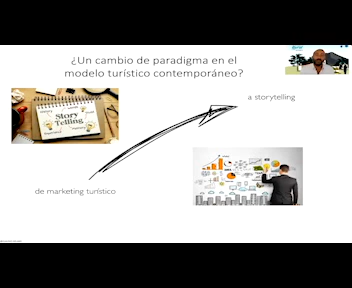 ¿Un cambio de paradigma en el
modelo turístico contemporáneo?
a storytelling
Story
Telling
de marketing turístico